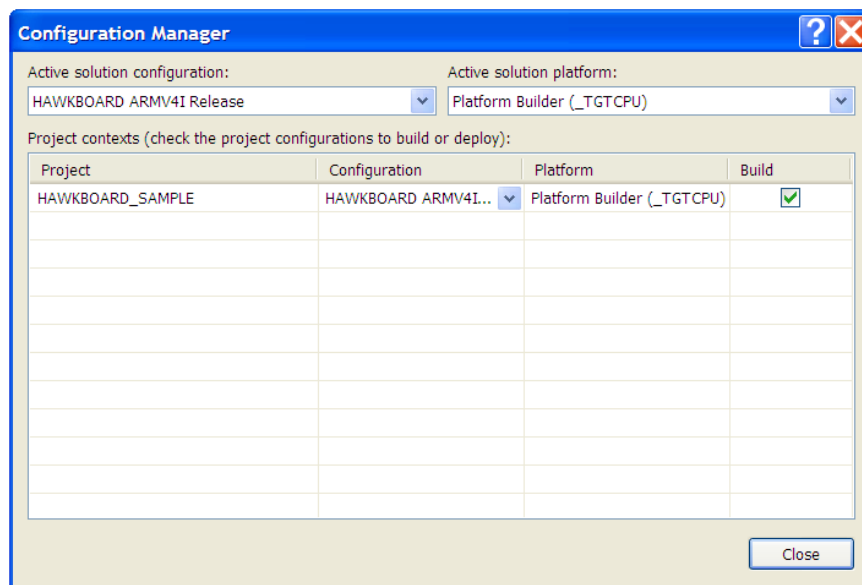 Configuration Manager
Active solution configuration: Active solution platform:
HAWKBOARD ARMV4I Release Platform Builder (_TGTCPU)
Project contexts (check the project configurations to build or deploy):
Project Configuration Platform Build
HAWKBOARD_SAMPLE HAWKBOARD ARMV4I... Platform Builder (_TGTCPU)
Close